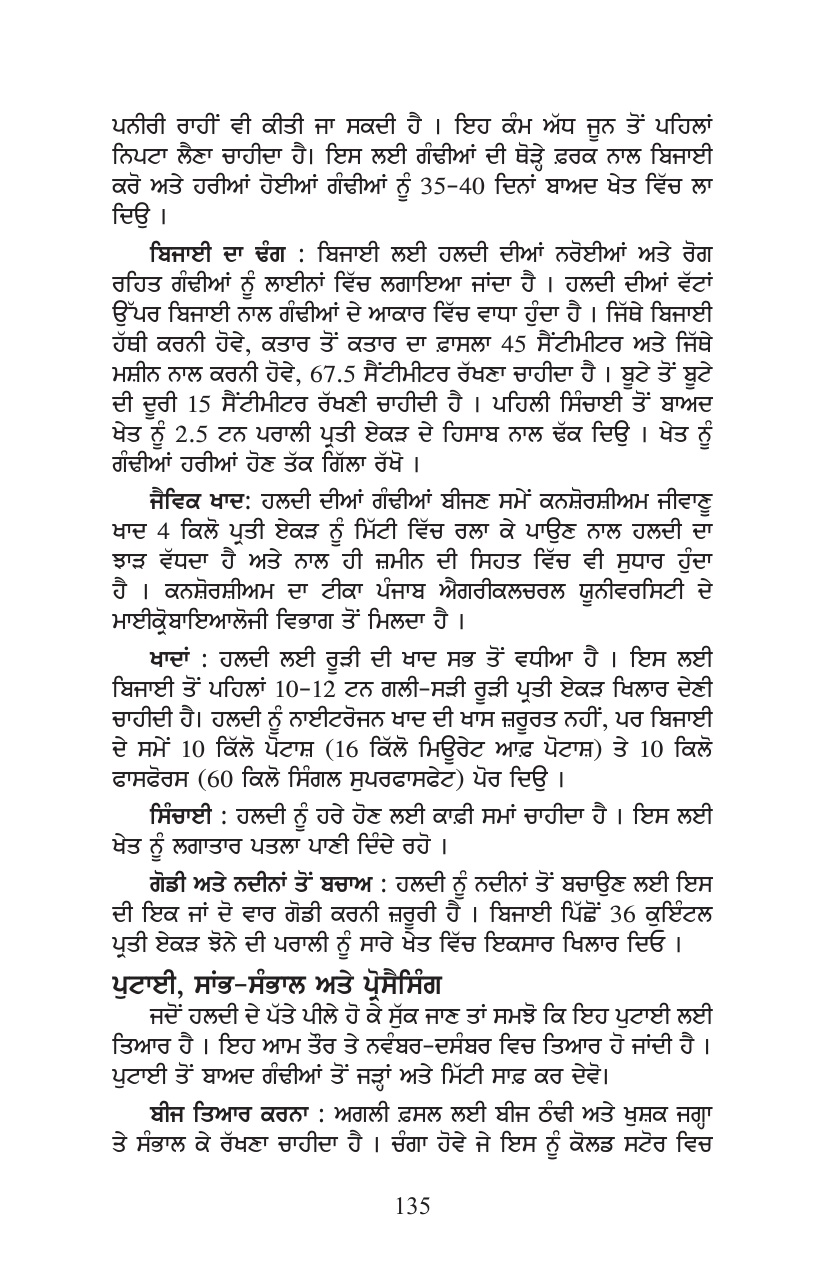 ਪਨੀਰੀ ਰਾਹੀਂ ਵੀ ਕੀਤੀ ਜਾ ਸਕਦੀ ਹੈ । ਇਹ ਕੰਮ ਅੱਧ ਜੂਨ ਤੋਂ ਪਹਿਲਾਂ
ਨਿਪਟਾ ਲੈਣਾ ਚਾਹੀਦਾ ਹੈ। ਇਸ ਲਈ ਗੰਢੀਆਂ ਦੀ ਥੋੜ੍ਹੇ ਫ਼ਰਕ ਨਾਲ ਬਿਜਾਈ
ਕਰੋ ਅਤੇ ਹਰੀਆਂ ਹੋਈਆਂ ਗੰਢੀਆਂ ਨੂੰ 35-40 ਦਿਨਾਂ ਬਾਅਦ ਖੇਤ ਵਿੱਚ ਲਾ
ਦਿਉ ।
ਬਿਜਾਈ ਦਾ ਢੰਗ : ਬਿਜਾਈ ਲਈ ਹਲਦੀ ਦੀਆਂ ਨਰੋਈਆਂ ਅਤੇ ਰੋਗ
ਰਹਿਤ ਗੰਢੀਆਂ ਨੂੰ ਲਾਈਨਾਂ ਵਿੱਚ ਲਗਾਇਆ ਜਾਂਦਾ ਹੈ । ਹਲਦੀ ਦੀਆਂ ਵੱਟਾਂ
ਉੱਪਰ ਬਿਜਾਈ ਨਾਲ ਗੰਢੀਆਂ ਦੇ ਆਕਾਰ ਵਿੱਚ ਵਾਧਾ ਹੁੰਦਾ ਹੈ । ਜਿੱਥੇ ਬਿਜਾਈ
ਹੱਥੀ ਕਰਨੀ ਹੋਵੇ, ਕਤਾਰ ਤੋਂ ਕਤਾਰ ਦਾ ਫ਼ਾਸਲਾ 45 ਸੈਂਟੀਮੀਟਰ ਅਤੇ ਜਿੱਥੇ
ਮਸ਼ੀਨ ਨਾਲ ਕਰਨੀ ਹੋਵੇ, 67.5 ਸੈਂਟੀਮੀਟਰ ਰੱਖਣਾ ਚਾਹੀਦਾ ਹੈ । ਬੂਟੇ ਤੋਂ ਬੂਟੇ
ਦੀ ਦੂਰੀ 15 ਸੈਂਟੀਮੀਟਰ ਰੱਖਣੀ ਚਾਹੀਦੀ ਹੈ । ਪਹਿਲੀ ਸਿੰਚਾਈ ਤੋਂ ਬਾਅਦ
ਖੇਤ ਨੂੰ 2.5 ਟਨ ਪਰਾਲੀ ਪ੍ਰਤੀ ਏਕੜ ਦੇ ਹਿਸਾਬ ਨਾਲ ਢੱਕ ਦਿਉ । ਖੇਤ ਨੂੰ
ਗੰਢੀਆਂ ਹਰੀਆਂ ਹੋਣ ਤੱਕ ਗਿੱਲਾ ਰੱਖੋ ।
ਜੈਵਿਕ ਖਾਦ: ਹਲਦੀ ਦੀਆਂ ਗੰਢੀਆਂ ਬੀਜਣ ਸਮੇਂ ਕਨਸ਼ੋਰਸ਼ੀਅਮ ਜੀਵਾਣੂ
ਖਾਦ 4 ਕਿਲੋ ਪ੍ਰਤੀ ਏਕੜ ਨੂੰ ਮਿੱਟੀ ਵਿੱਚ ਰਲਾ ਕੇ ਪਾਉਣ ਨਾਲ ਹਲਦੀ ਦਾ
ਝਾੜ ਵੱਧਦਾ ਹੈ ਅਤੇ ਨਾਲ ਹੀ ਜ਼ਮੀਨ ਦੀ ਸਿਹਤ ਵਿੱਚ ਵੀ ਸੁਧਾਰ ਹੁੰਦਾ
ਹੈ । ਕਨਸ਼ੋਰਸ਼ੀਅਮ ਦਾ ਟੀਕਾ ਪੰਜਾਬ ਐਗਰੀਕਲਚਰਲ ਯੂਨੀਵਰਸਿਟੀ ਦੇ
ਮਾਈਕ੍ਰੋਬਾਇਆਲੋਜੀ ਵਿਭਾਗ ਤੋਂ ਮਿਲਦਾ ਹੈ ।
ਖਾਦਾਂ : ਹਲਦੀ ਲਈ ਰੂੜੀ ਦੀ ਖਾਦ ਸਭ ਤੋਂ ਵਧੀਆ ਹੈ । ਇਸ ਲਈ
ਬਿਜਾਈ ਤੋਂ ਪਹਿਲਾਂ 10-12 ਟਨ ਗਲੀ-ਸੜੀ ਰੂੜੀ ਪ੍ਰਤੀ ਏਕੜ ਖਿਲਾਰ ਦੇਣੀ
ਚਾਹੀਦੀ ਹੈ। ਹਲਦੀ ਨੂੰ ਨਾਈਟਰੋਜਨ ਖਾਦ ਦੀ ਖਾਸ ਜ਼ਰੂਰਤ ਨਹੀਂ, ਪਰ ਬਿਜਾਈ
ਦੇ ਸਮੇਂ 10 ਕਿੱਲੋ ਪੋਟਾਸ਼ (16 ਕਿੱਲੋ ਮਿਊਰੇਟ ਆਫ਼ ਪੋਟਾਸ਼) ਤੇ 10 ਕਿਲੋ
ਫਾਸਫੋਰਸ (60 ਕਿਲੋ ਸਿੰਗਲ ਸੁਪਰਫਾਸਫੇਟ) ਪੋਰ ਦਿਉ ।
ਸਿੰਚਾਈ : ਹਲਦੀ ਨੂੰ ਹਰੇ ਹੋਣ ਲਈ ਕਾਫ਼ੀ ਸਮਾਂ ਚਾਹੀਦਾ ਹੈ । ਇਸ ਲਈ
ਖੇਤ ਨੂੰ ਲਗਾਤਾਰ ਪਤਲਾ ਪਾਣੀ ਦਿੰਦੇ ਰਹੋ ।
ਗੋਡੀ ਅਤੇ ਨਦੀਨਾਂ ਤੋਂ ਬਚਾਅ : ਹਲਦੀ ਨੂੰ ਨਦੀਨਾਂ ਤੋਂ ਬਚਾਉਣ ਲਈ ਇਸ
ਦੀ ਇਕ ਜਾਂ ਦੋ ਵਾਰ ਗੋਡੀ ਕਰਨੀ ਜ਼ਰੂਰੀ ਹੈ । ਬਿਜਾਈ ਪਿੱਛੋਂ 36 ਕੁਇੰਟਲ
ਪ੍ਰਤੀ ਏਕੜ ਝੋਨੇ ਦੀ ਪਰਾਲੀ ਨੂੰ ਸਾਰੇ ਖੇਤ ਵਿੱਚ ਇਕਸਾਰ ਖਿਲਾਰ ਦਿਓ ।
ਪੁਟਾਈ, ਸਾਂਭ-ਸੰਭਾਲ ਅਤੇ ਪ੍ਰੋਸੈਸਿੰਗ
ਜਦੋਂ ਹਲਦੀ ਦੇ ਪੱਤੇ ਪੀਲੇ ਹੋ ਕੇ ਸੁੱਕ ਜਾਣ ਤਾਂ ਸਮਝੋ ਕਿ ਇਹ ਪੁਟਾਈ ਲਈ
ਤਿਆਰ ਹੈ । ਇਹ ਆਮ ਤੌਰ ਤੇ ਨਵੰਬਰ-ਦਸੰਬਰ ਵਿਚ ਤਿਆਰ ਹੋ ਜਾਂਦੀ ਹੈ ।
ਪੁਟਾਈ ਤੋਂ ਬਾਅਦ ਗੰਢੀਆਂ ਤੋਂ ਜੜ੍ਹਾਂ ਅਤੇ ਮਿੱਟੀ ਸਾਫ਼ ਕਰ ਦੇਵੋ।
ਬੀਜ ਤਿਆਰ ਕਰਨਾ : ਅਗਲੀ ਫ਼ਸਲ ਲਈ ਬੀਜ ਠੰਢੀ ਅਤੇ ਖੁਸ਼ਕ ਜਗ੍ਹਾ
ਤੇ ਸੰਭਾਲ ਕੇ ਰੱਖਣਾ ਚਾਹੀਦਾ ਹੈ । ਚੰਗਾ ਹੋਵੇ ਜੇ ਇਸ ਨੂੰ ਕੋਲਡ ਸਟੋਰ ਵਿਚ
135